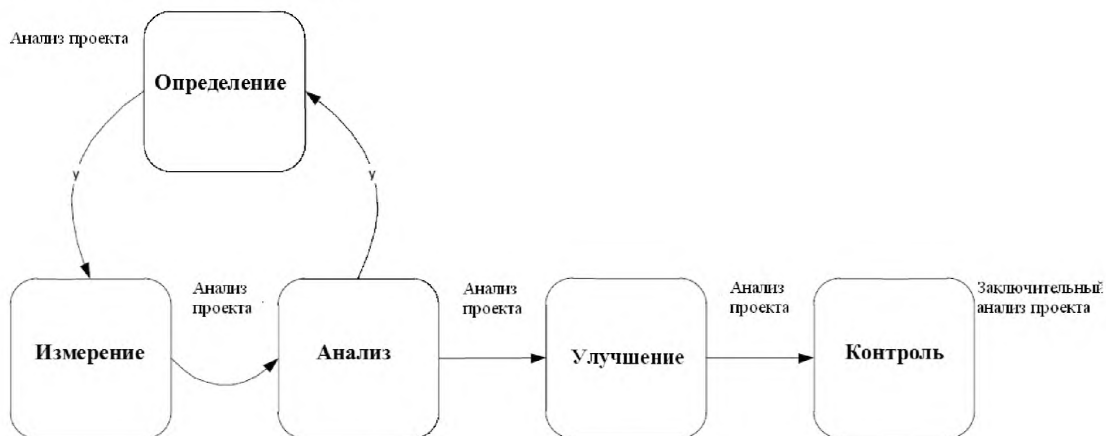 Анализ проекта
Определение
у
у
Анализ
проекта
Анализ
проекта
Анализ
проекта
Заключительный
анализ проекта
Измерение
Анализ
Улучшение
Контроль